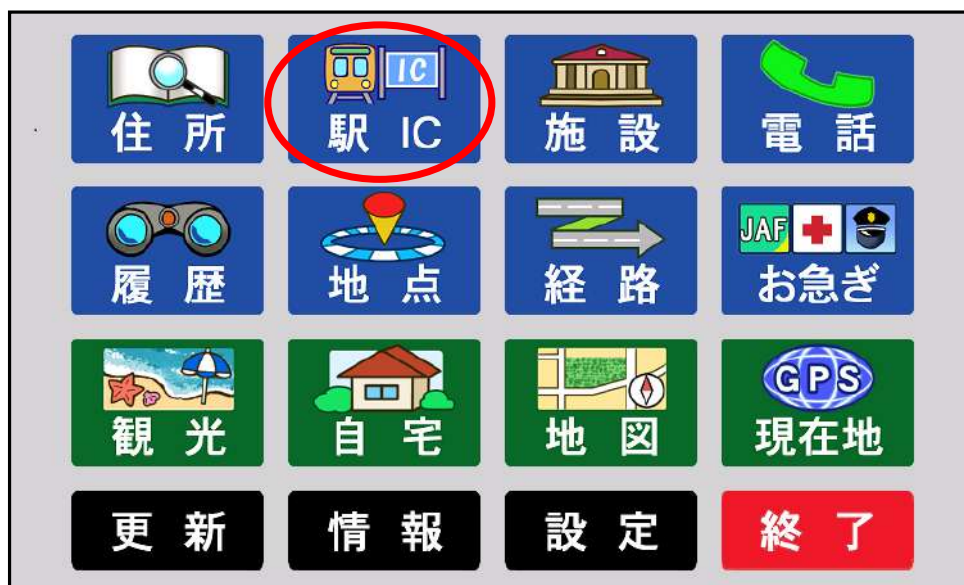 IC
住所
駅 IC
施設
電話
JAF
履歴
地点
経路
お急ぎ
GPS
観光
自宅
地図
現在地
更新
情報
設定
終了